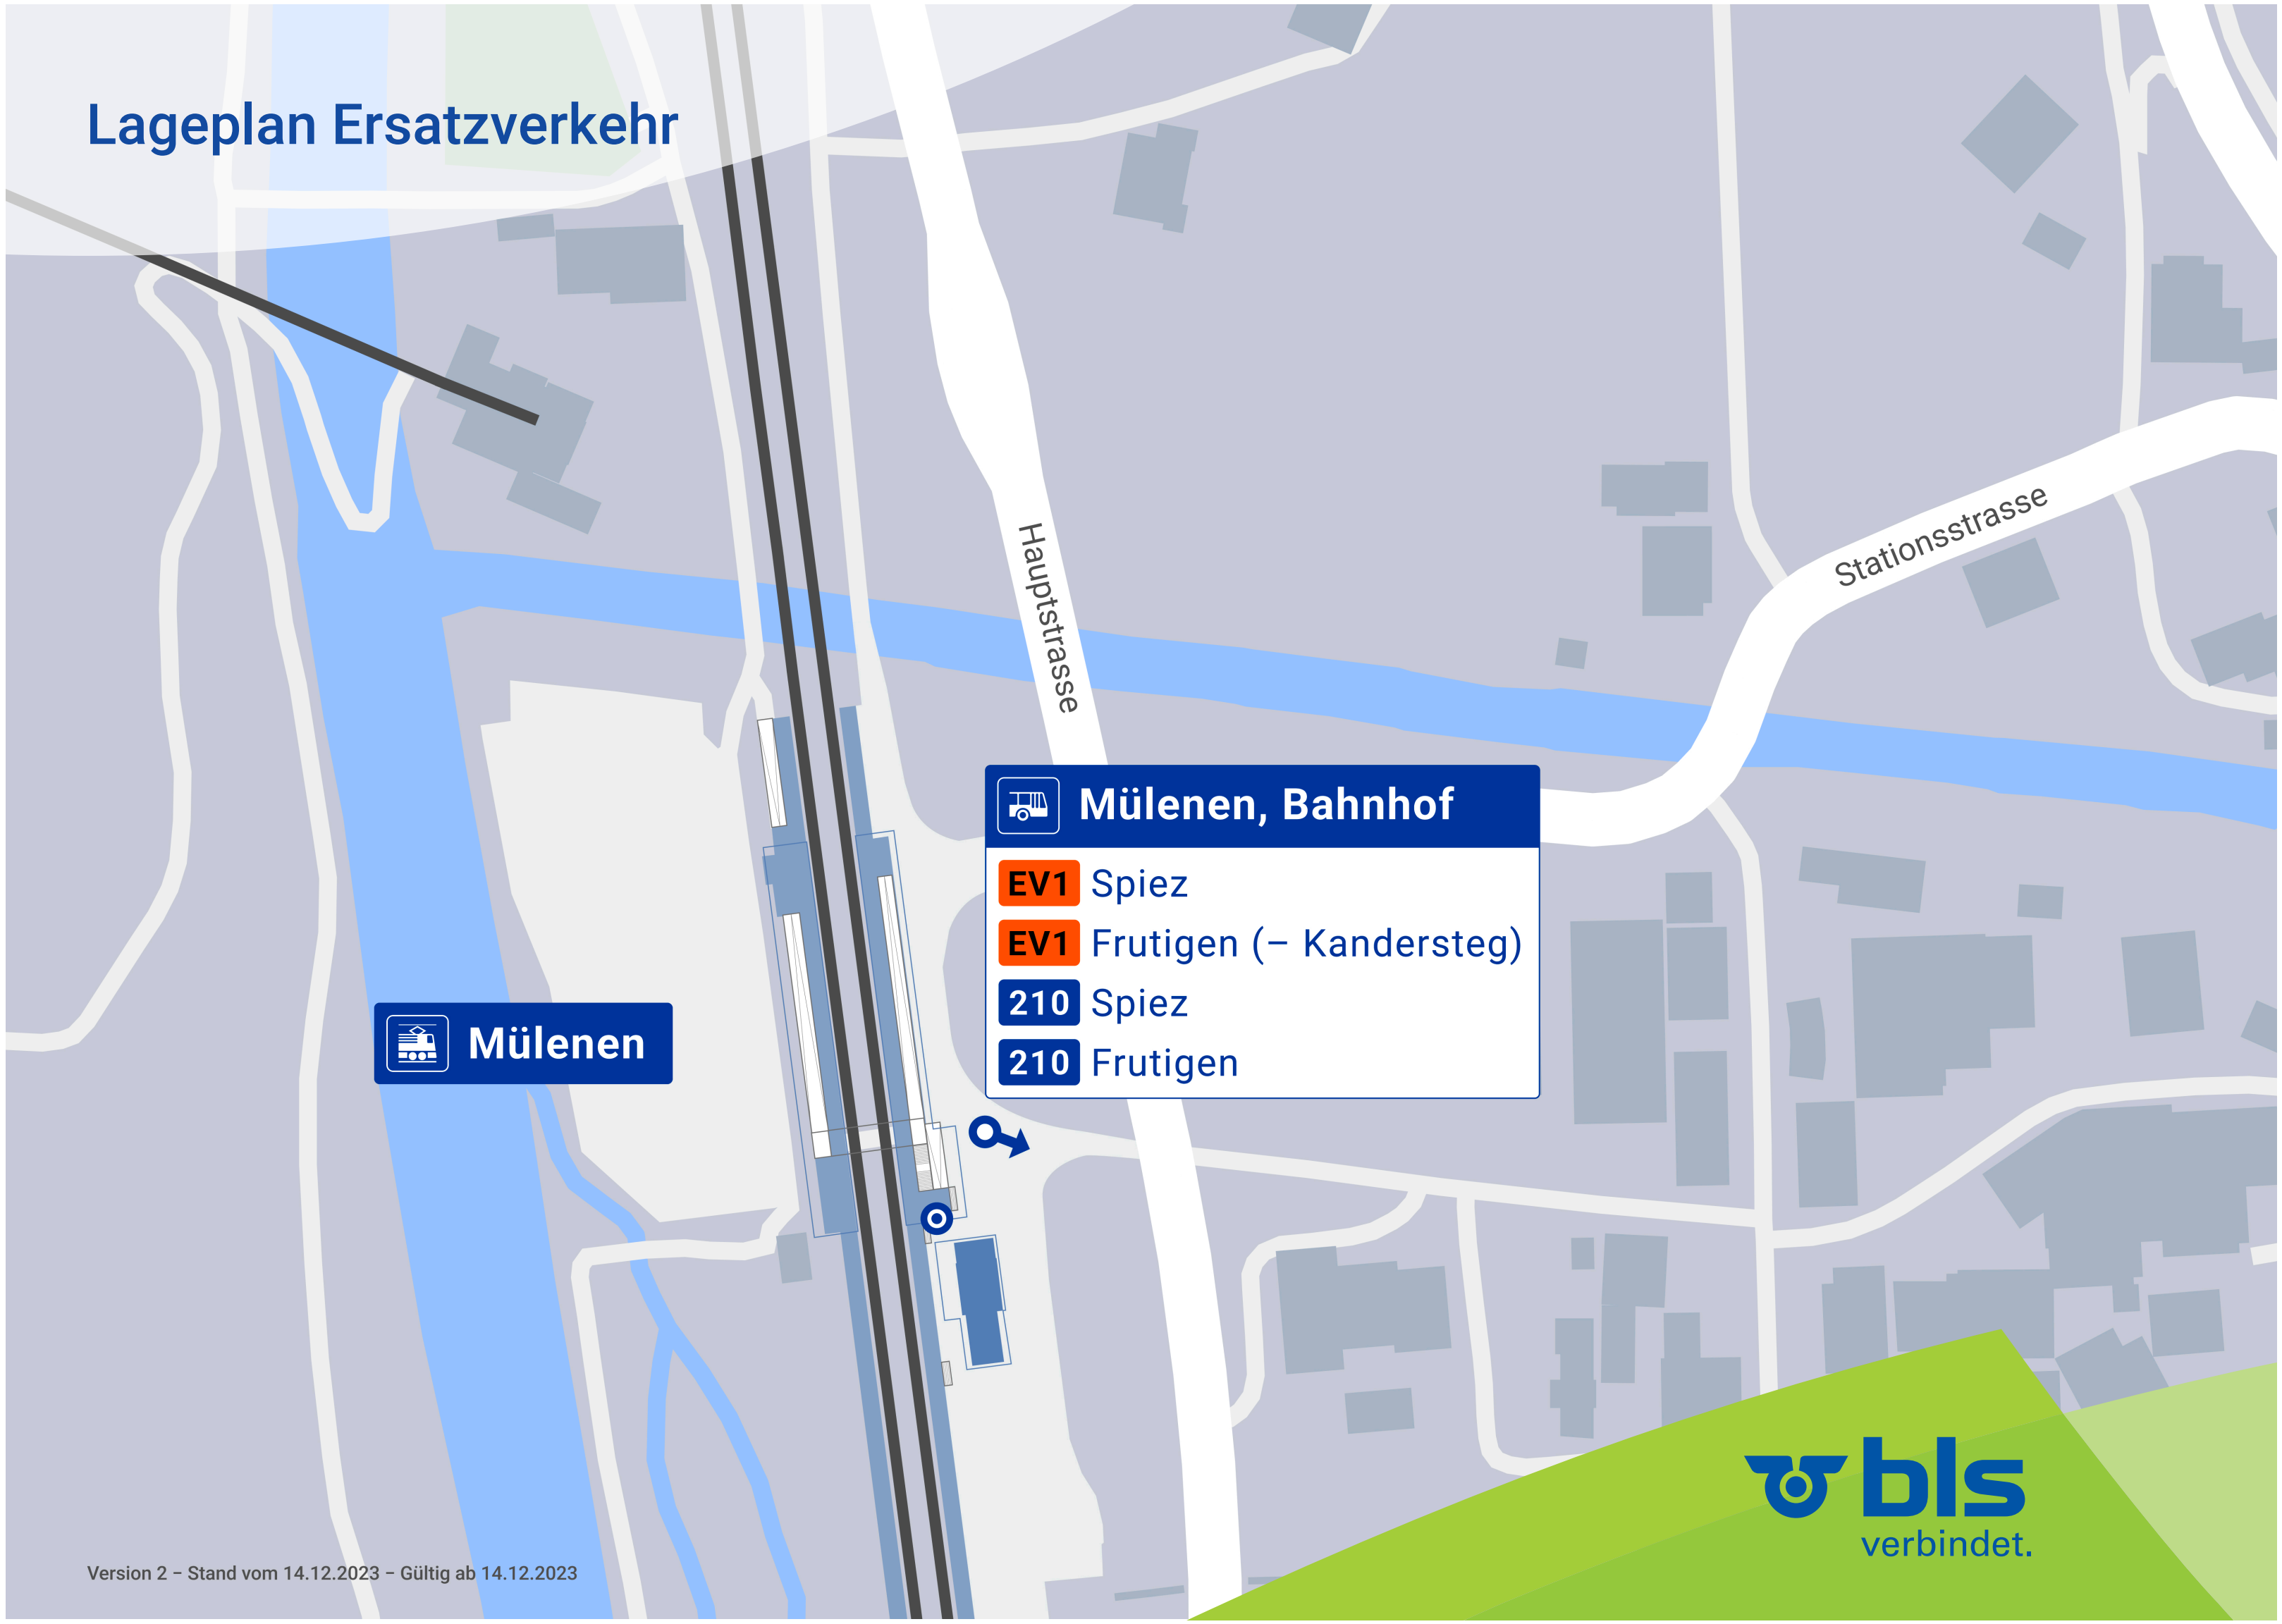 Lageplan Ersatzverkehr
Hauptstrasse
Stationsstrasse
Mülenen, Bahnhof
EV1 Spiez
EV1 Frutigen (– Kandersteg)
210 Spiez
210 Frutigen
Mülenen
bls
verbindet.
Version 2 – Stand vom 14.12.2023 – Gültig ab 14.12.2023